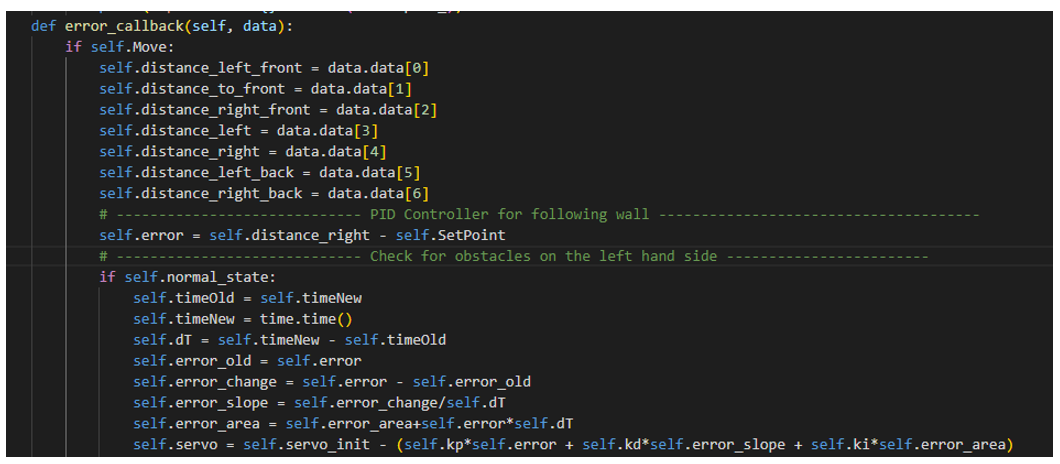 def error_callback(self, data):
if self.Move:
self.distance_left_front = data.data[0]
self.distance_to_front = data.data[1]
self.distance_right_front = data.data[2]
self.distance_left = data.data[3]
self.distance_right = data.data[4]
self.distance_left_back = data.data[5]
self.distance_right_back = data.data[6]
# ----------------------------- PID Controller for following wall --------------------------------------
self.error = self.distance_right - self.SetPoint
# ----------------------------- Check for obstacles on the left hand side ------------------------
if self.normal_state:
self.timeOld = self.timeNew
self.timeNew = time.time()
self.dT = self.timeNew - self.timeOld
self.error_old = self.error
self.error_change = self.error - self.error_old
self.error_slope = self.error_change/self.dT
self.error_area = self.error_area+self.error*self.dT
self.servo = self.servo_init - (self.kp*self.error + self.kd*self.error_slope + self.ki*self.error_area)